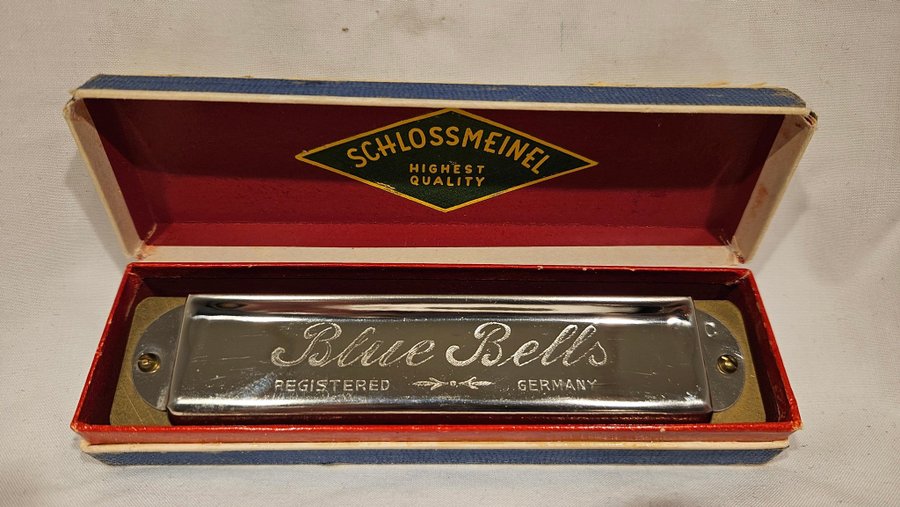 SCHLOSSMEINEL
HIGHEST
QUALITY
Blue Bells
REGISTERED GERMANY
C